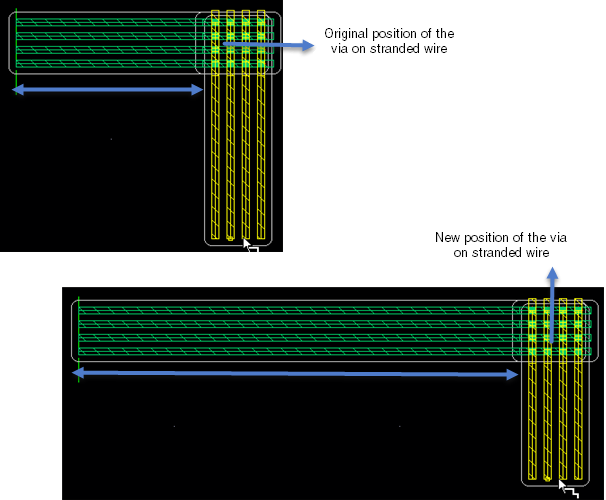 Original position of the
via on stranded wire
New position of the via
on stranded wire